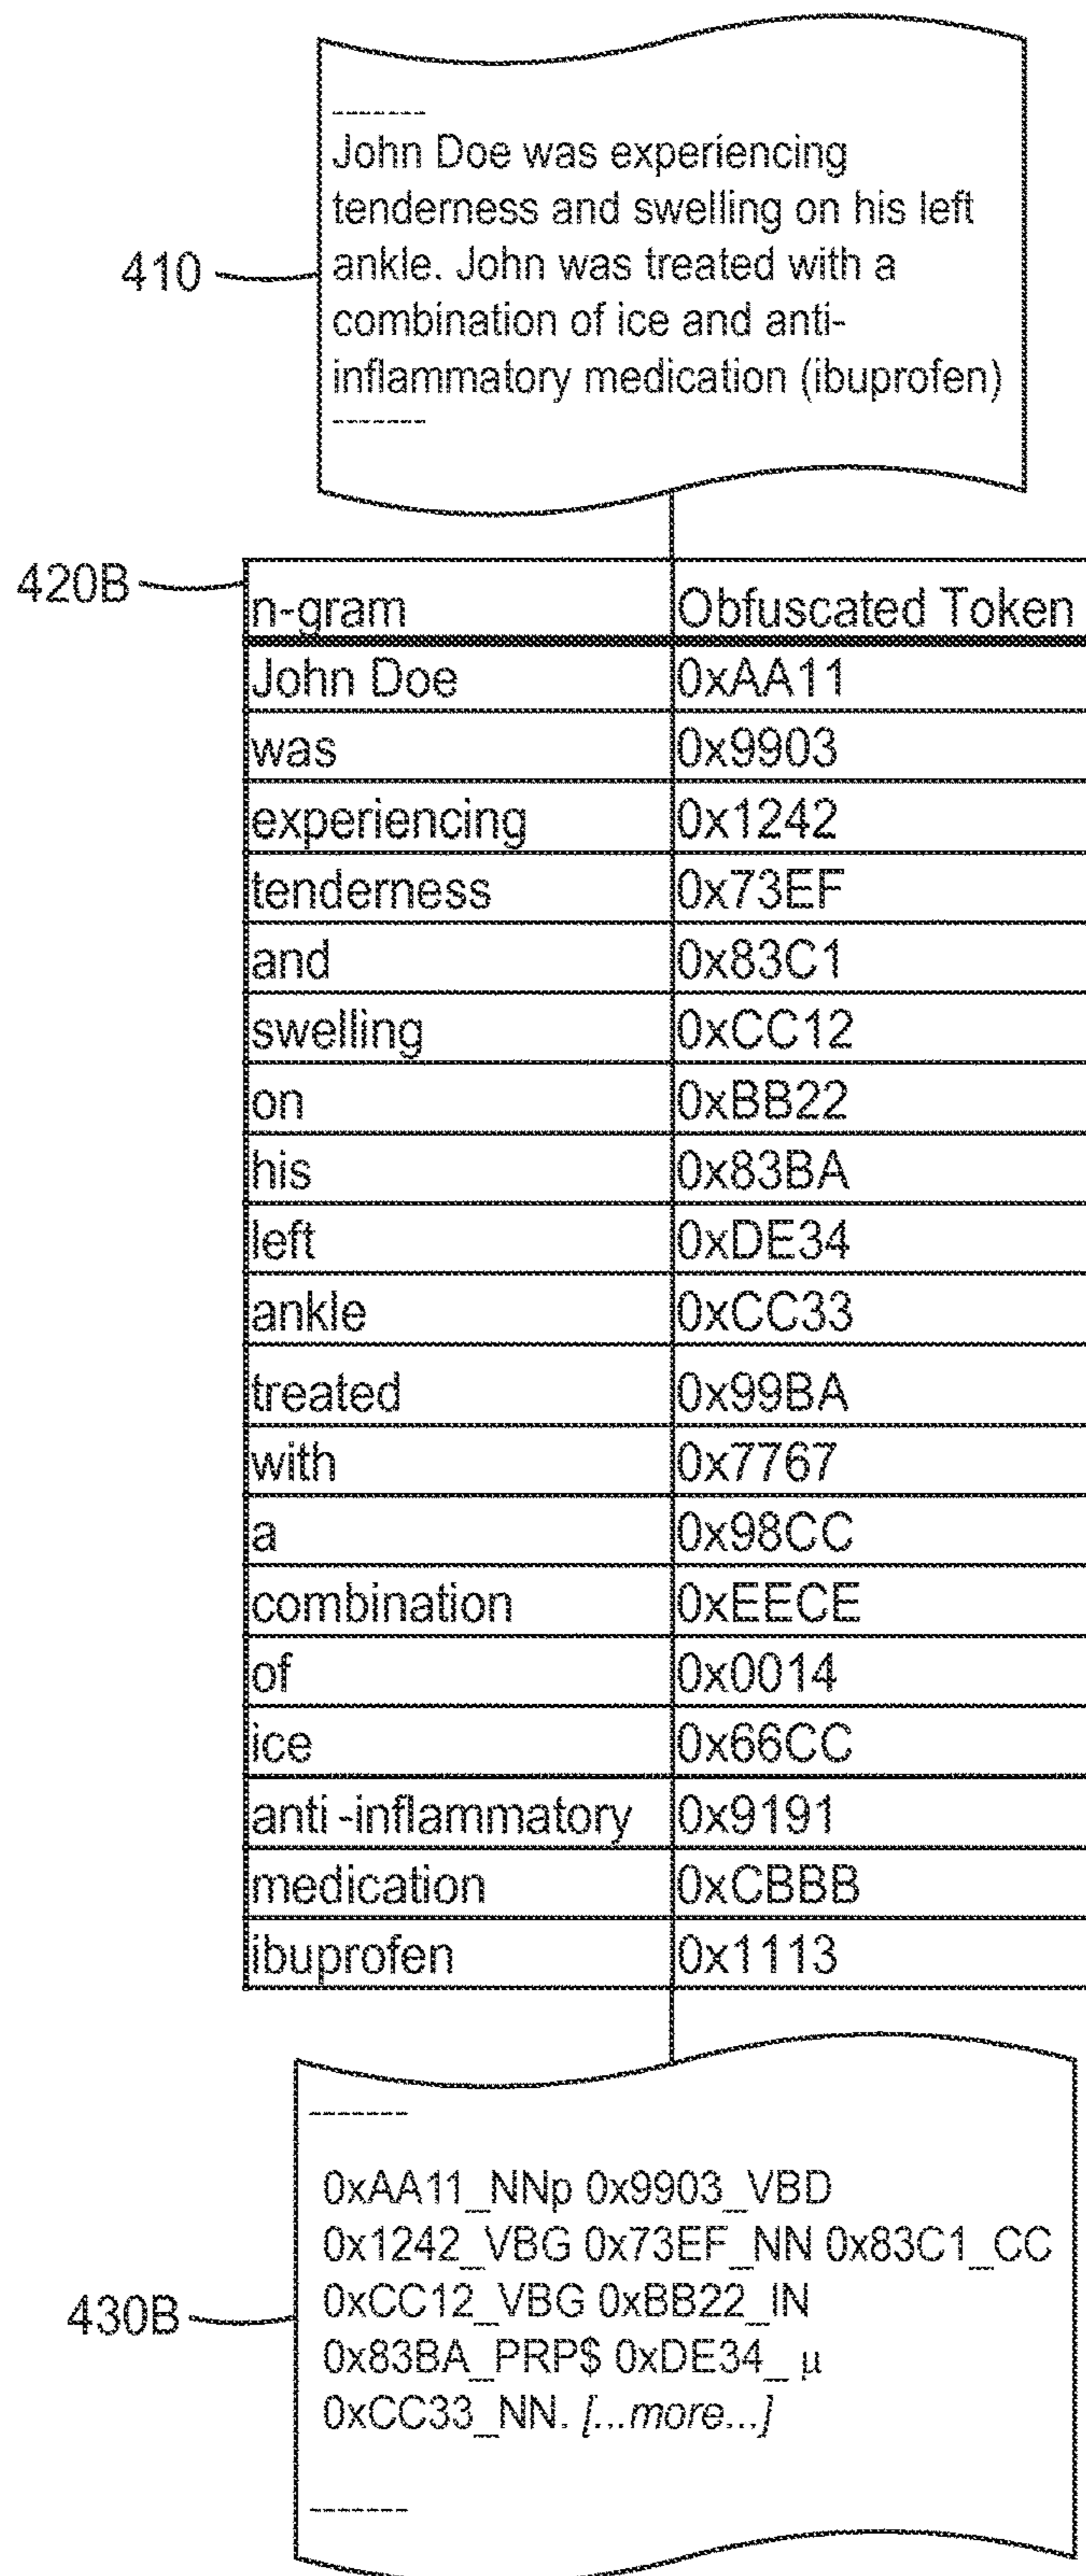 -------
John Doe was experiencing
tenderness and swelling on his left
ankle. John was treated with a
combination of ice and anti-
inflammatory medication (ibuprofen)
-------
410
420B
n-gram Obfuscated Token
John Doe 0xAA11
was 0x9903
experiencing 0x1242
tenderness 0x73EF
and 0x83C1
swelling 0xCC12
on 0xBB22
his 0x83BA
left 0xDE34
ankle 0xCC33
treated 0x99BA
with 0x7767
a 0x98CC
combination 0xEECE
of 0x0014
ice 0x66CC
anti-inflammatory 0x9191
medication 0xCBBB
ibuprofen 0x1113
-------
0xAA11_NNp 0x9903_VBD
0x1242_VBG 0x73EF_NN 0x83C1_CC
0xCC12_VBG 0xBB22_IN
0x83BA_PRP$ 0xDE34_ µ
0xCC33_NN. [...more...]
-------
430B